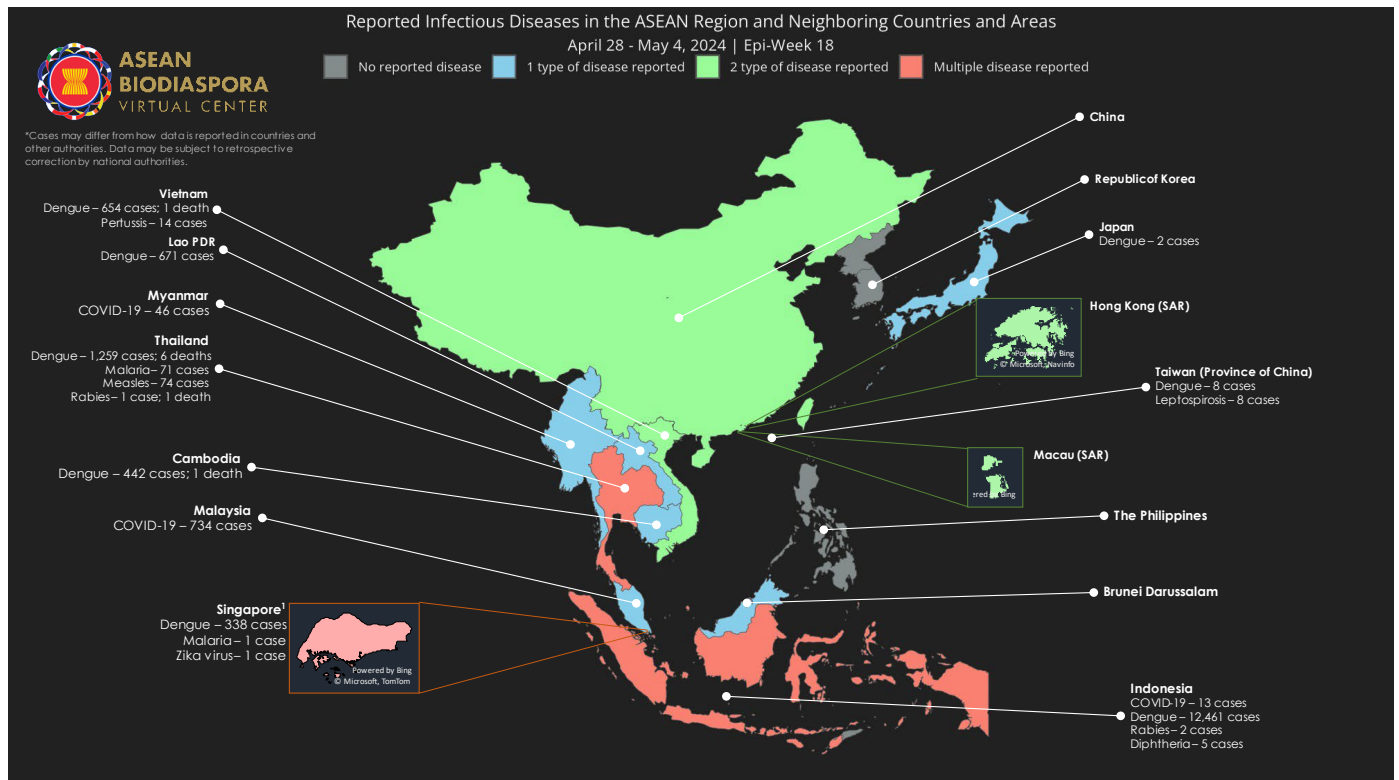 Reported Infectious Diseases in the ASEAN Region and Neighboring Countries and Areas
April 28 - May 4, 2024 | Epi-Week 18
No reported disease
1 type of disease reported
2 type of disease reported
Multiple disease reported
ASEAN
BIODIASPORA
VIRTUAL CENTER
*Cases may differ from how data is reported in countries and
other authorities. Data may be subject to retrospective
correction by national authorities.
Vietnam
Dengue – 654 cases; 1 death
Pertussis – 14 cases
Lao PDR
Dengue – 671 cases
Myanmar
COVID-19 – 46 cases
Thailand
Dengue – 1,259 cases; 6 deaths
Malaria – 71 cases
Measles – 74 cases
Rabies – 1 case; 1 death
Cambodia
Dengue – 442 cases; 1 death
Malaysia
COVID-19 – 734 cases
Singapore¹
Dengue – 338 cases
Malaria – 1 case
Zika virus – 1 case
Powered by Bing
© Microsoft, TomTom
China
Republicof Korea
Japan
Dengue – 2 cases
Hong Kong (SAR)
Powered by Bing
© Microsoft, Navinfo
Taiwan (Province of China)
Dengue – 8 cases
Leptospirosis – 8 cases
Macau (SAR)
ered by Bing
The Philippines
Brunei Darussalam
Indonesia
COVID-19 – 13 cases
Dengue – 12,461 cases
Rabies – 2 cases
Diphtheria – 5 cases